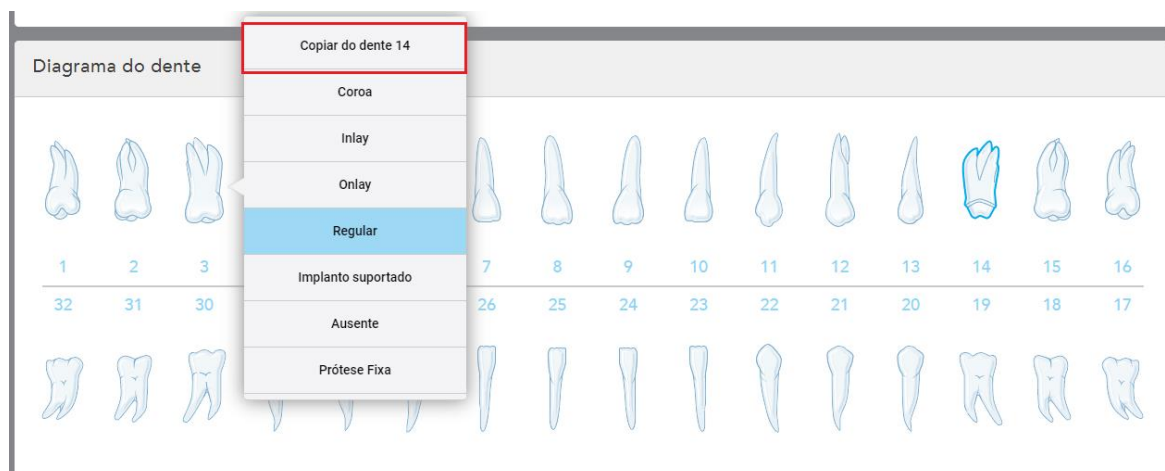 Diagrama do dente
Copiar do dente 14
Coroa
Inlay
Onlay
Regular
Implanto suportado
Ausente
Prótese Fixa
1 2 3 7 8 9 10 11 12 13 14 15 16
32 31 30 26 25 24 23 22 21 20 19 18 17